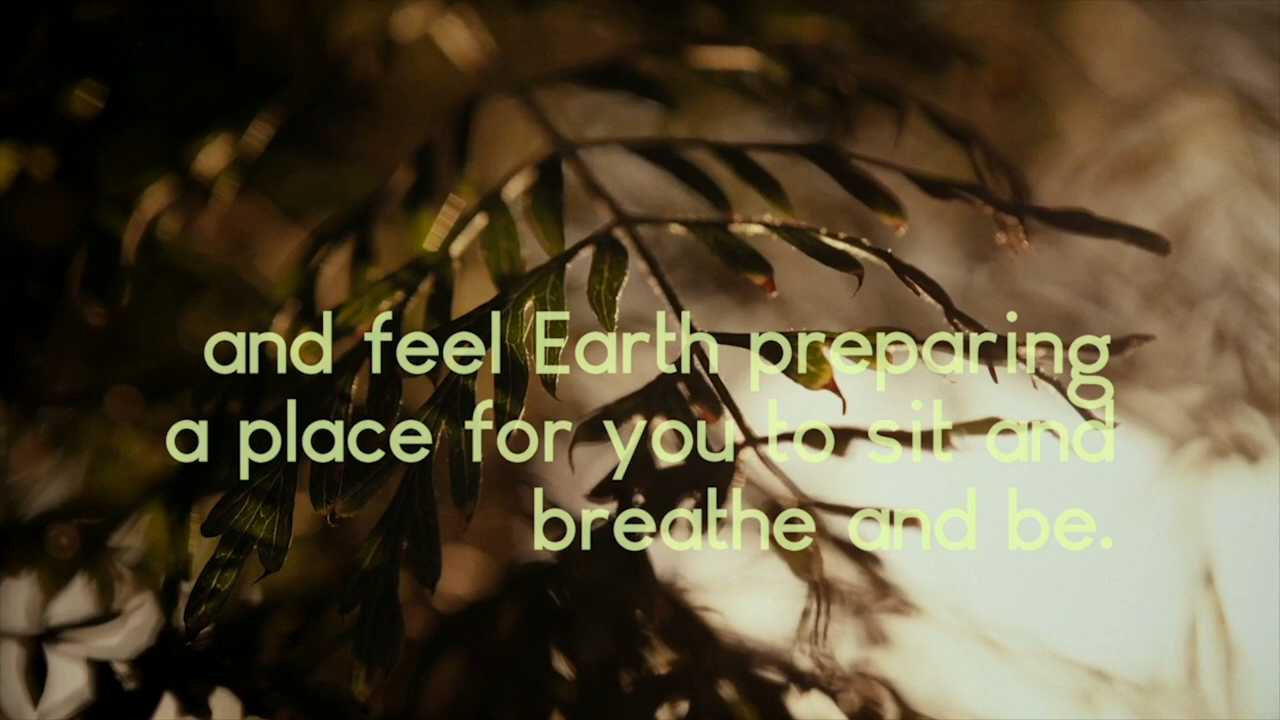 and feel Earth preparing
a place for you to sit and
breathe and be.